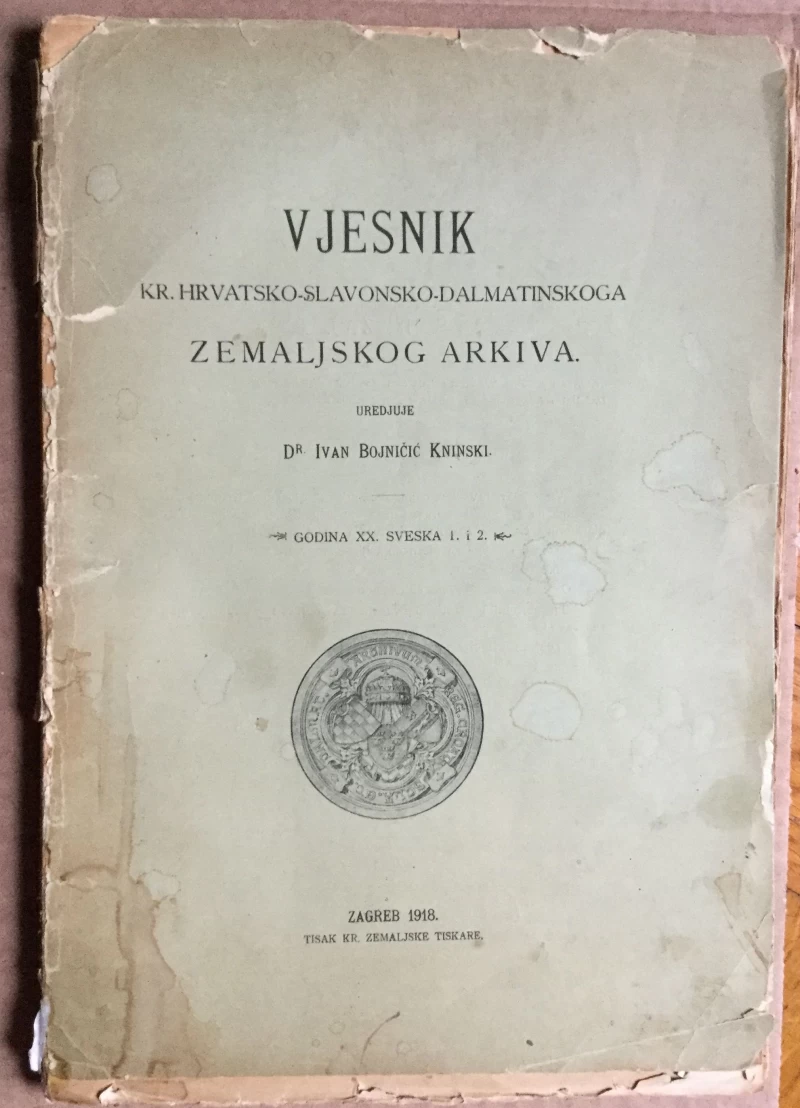 VJESNIK
KR. HRVATSKO-SLAVONSKO-DALMATINSKOGA
ZEMALJSKOG ARKIVA.
UREDJUJE
DR. IVAN BOJNIČIĆ KNINSKI.
GODINA XX. SVESKA 1. i 2.
ARCHIVUM
ZAGREB 1918.
TISAK KR. ZEMALJSKE TISKARE.